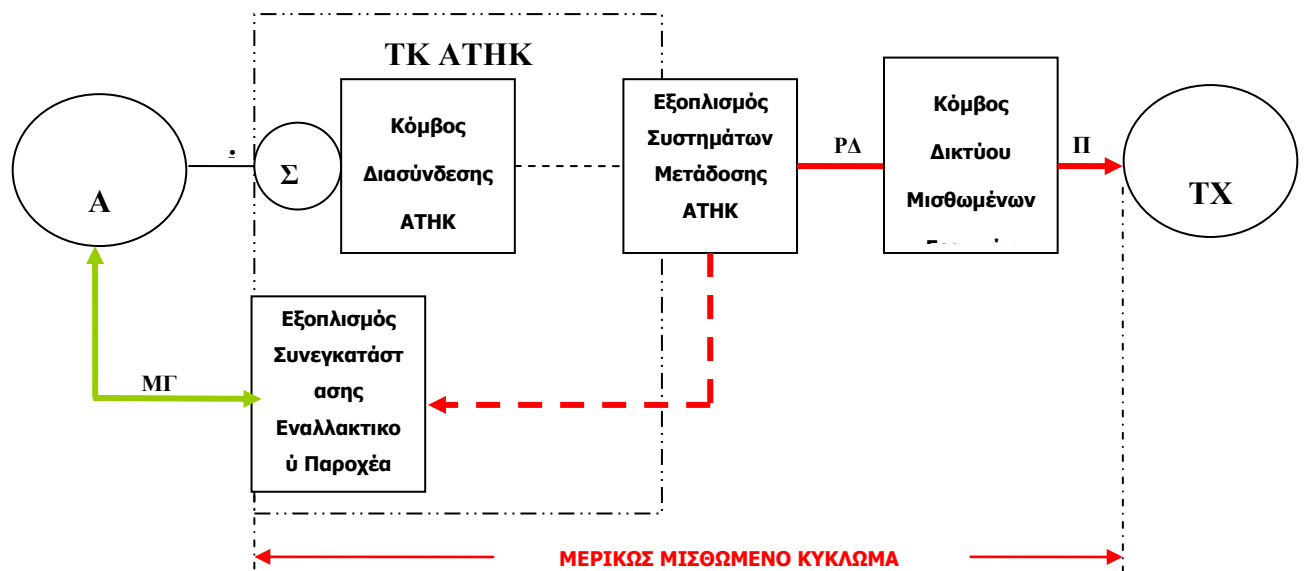 ΤΚ ΑΤΗΚ
Α
Σ
Κόμβος
Διασύνδεσης
ΑΤΗΚ
Εξοπλισμός
Συστημάτων
Μετάδοσης
ΑΤΗΚ
ΡΔ
Κόμβος
Δικτύου
Μισθωμένων
Π
ΤΧ
ΜΓ
Εξοπλισμός
Συνεγκατάστ
ασης
Εναλλακτικο
ύ Παροχέα
ΜΕΡΙΚΩΣ ΜΙΣΘΩΜΕΝΟ ΚΥΚΛΩΜΑ